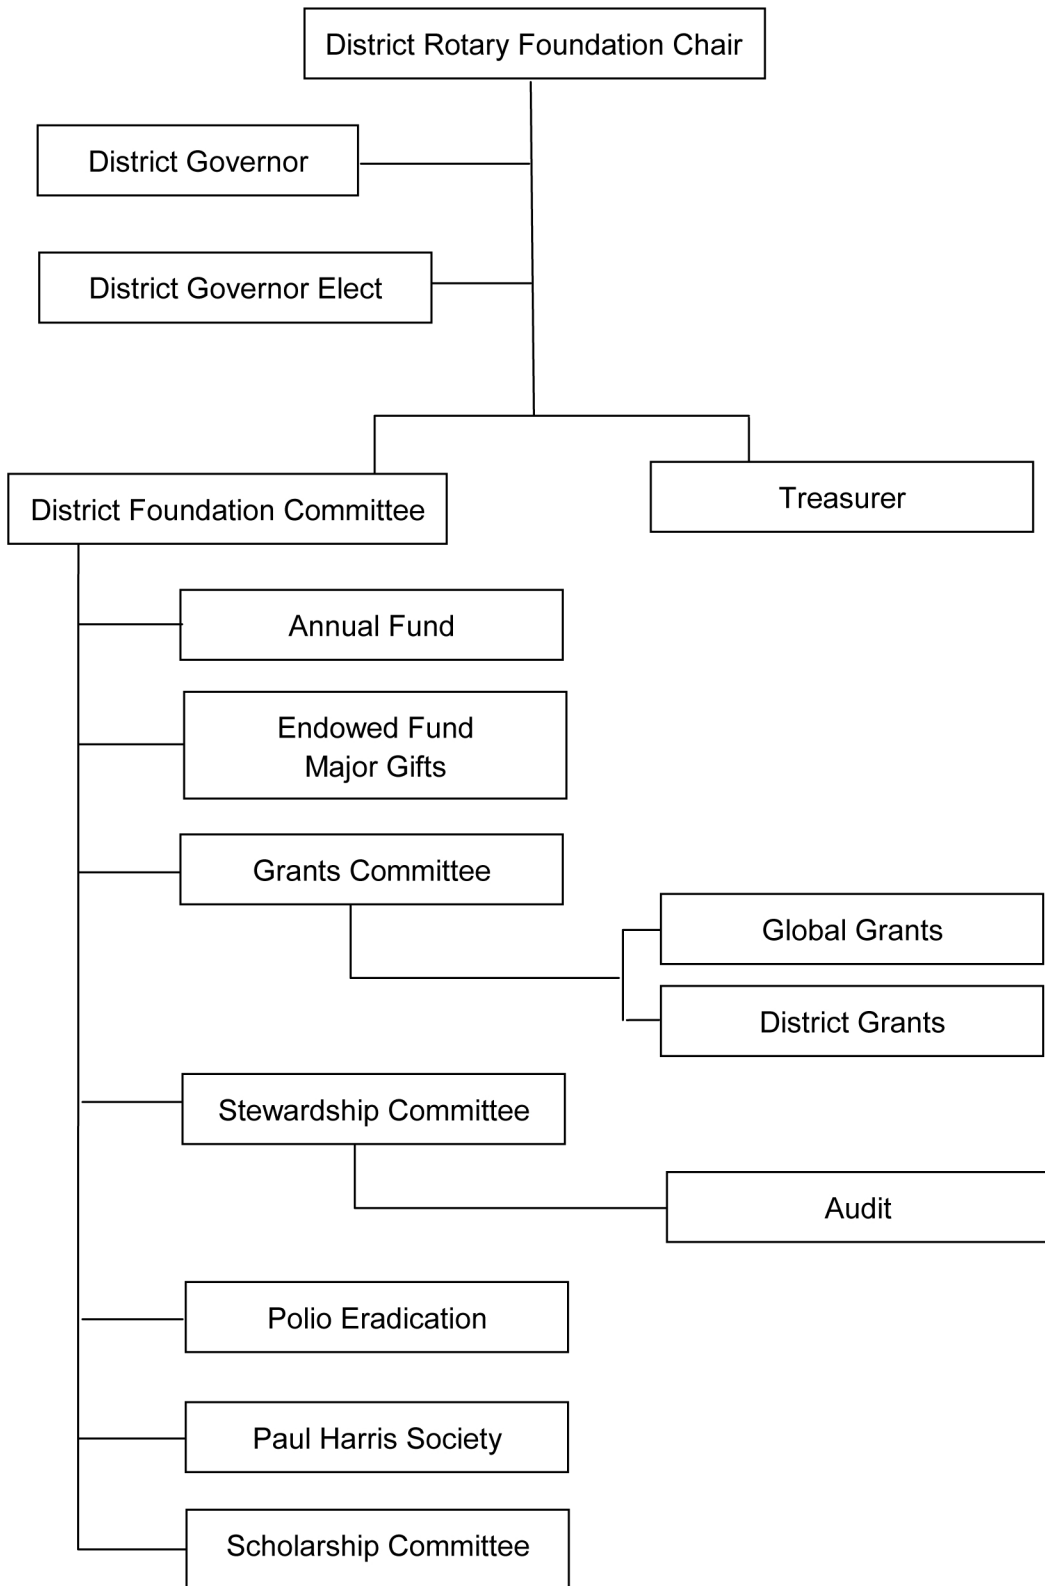 District Rotary Foundation Chair
District Governor
District Governor Elect
District Foundation Committee
Treasurer
Annual Fund
Endowed Fund
Major Gifts
Grants Committee
Global Grants
District Grants
Stewardship Committee
Audit
Polio Eradication
Paul Harris Society
Scholarship Committee